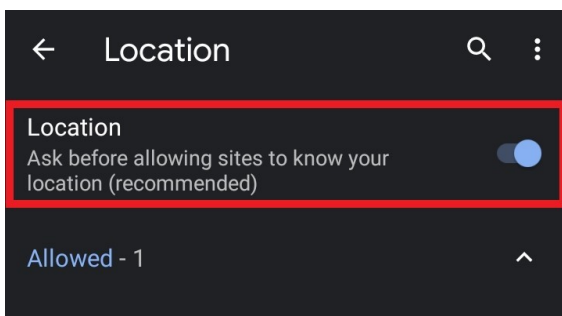 Location
Location
Ask before allowing sites to know your
location (recommended)
Allowed - 1